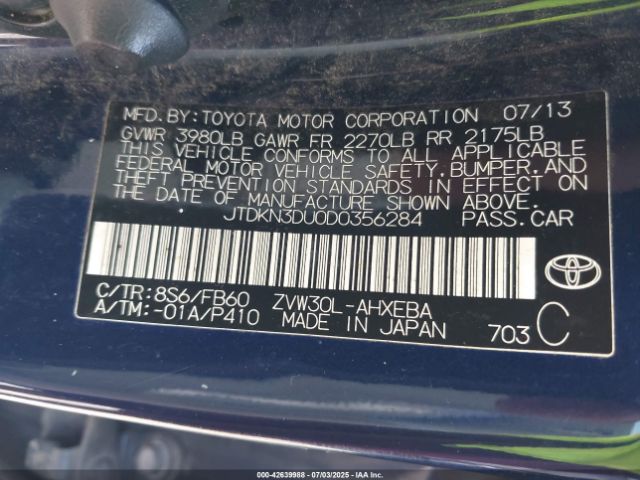 MFD.BY:TOYOTA MOTOR CORPORATION 07/13
GVWR 3980LB GAWR FR 2270LB RR 2175LB
THIS VEHICLE CONFORMS TO ALL APPLICABLE
FEDERAL MOTOR VEHICLE SAFETY,BUMPER,AND
THEFT PREVENTION STANDARDS IN EFFECT ON
THE DATE OF MANUFACTURE SHOWN ABOVE.
JTDKN3DU0D0356284 PASS.CAR
C/TR:8S6/FB60 ZVW30L-AHXEBA
A/TM:-01A/P410 MADE IN JAPAN 703 C
000-42639988 | 07/03/2025 - IAA Holdings, LLC